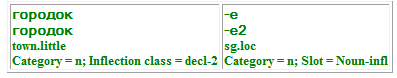 городок -е
городок -е2
town.little sg.loc
Category = n; Inflection class = decl-2 Category = n; Slot = Noun-infl